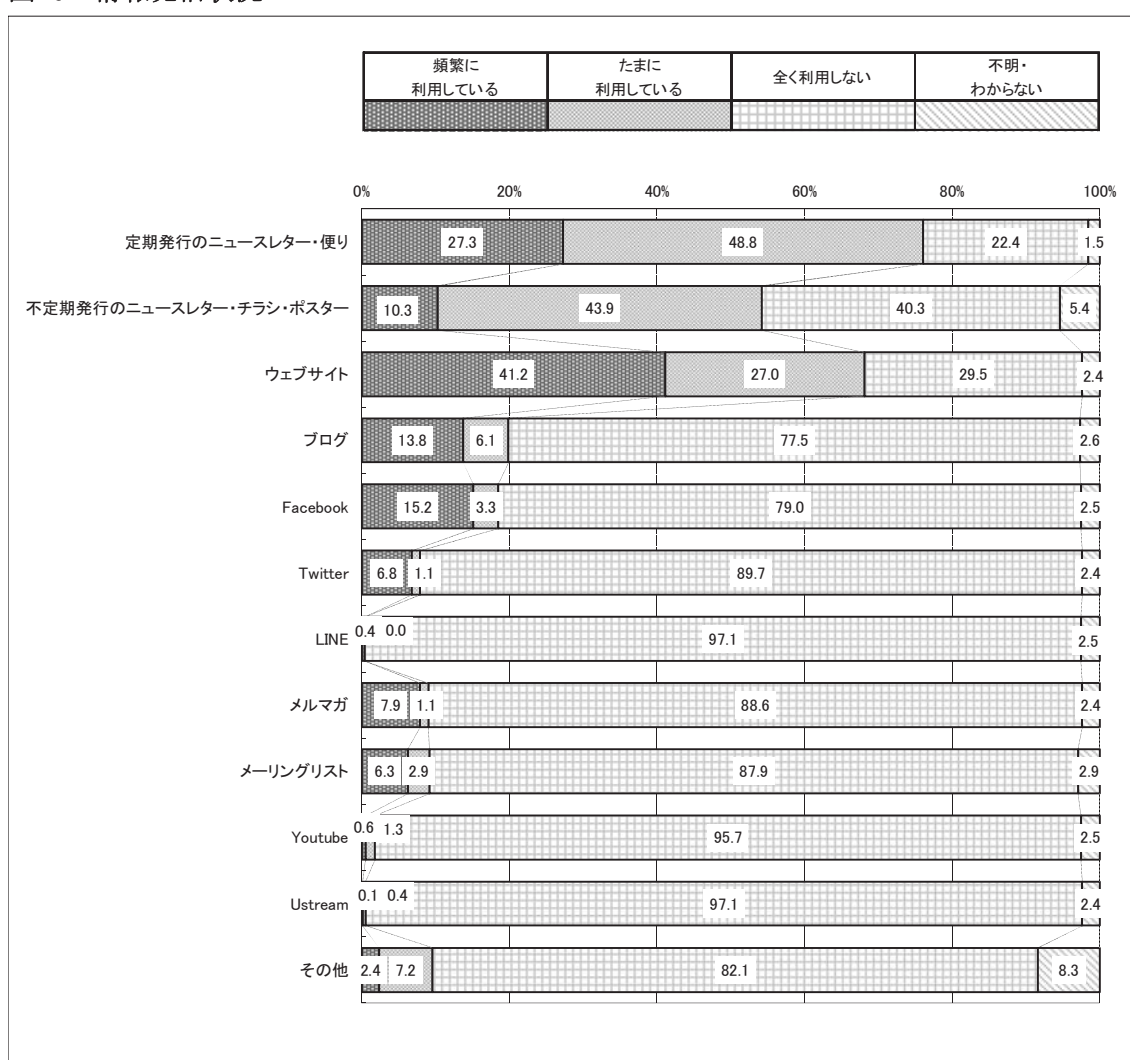 頻繁に
利用している
たまに
利用している
全く利用しない
不明・
わからない
0% 20% 40% 60% 80% 100%
定期発行のニュースレター・便り 27.3 48.8 22.4 1.5
不定期発行のニュースレター・チラシ・ポスター 10.3 43.9 40.3 5.4
ウェブサイト 41.2 27.0 29.5 2.4
ブログ 13.8 6.1 77.5 2.6
Facebook 15.2 3.3 79.0 2.5
Twitter 6.8 1.1 89.7 2.4
LINE 0.4 0.0 97.1 2.5
メルマガ 7.9 1.1 88.6 2.4
メーリングリスト 6.3 2.9 87.9 2.9
Youtube 0.6 1.3 95.7 2.5
Ustream 0.1 0.4 97.1 2.4
その他 2.4 7.2 82.1 8.3